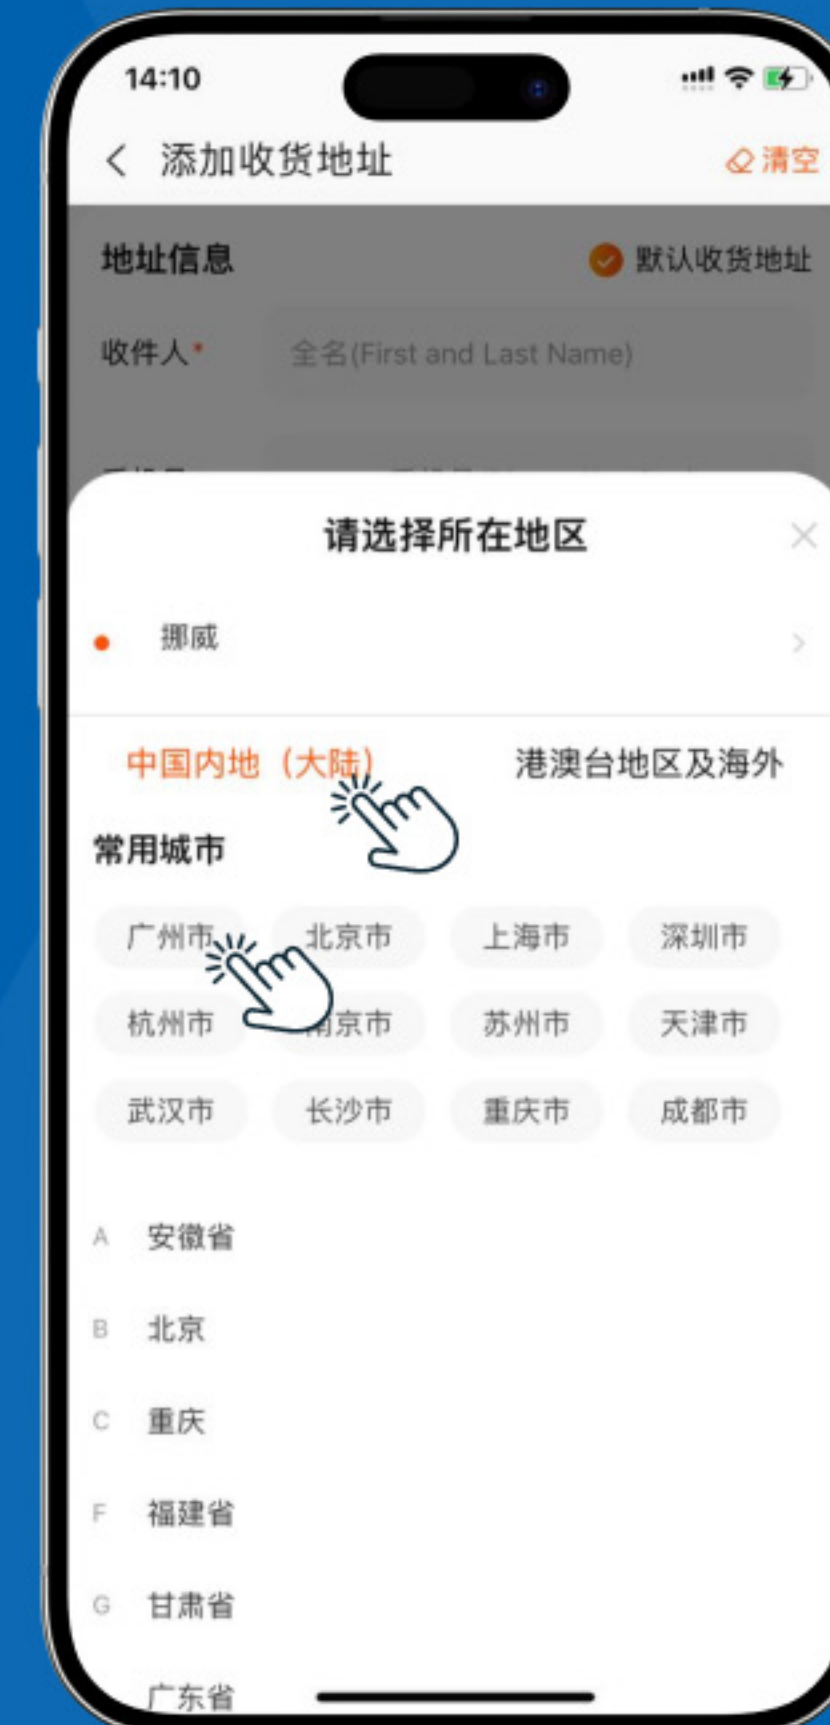 14:10
添加收货地址 清空
地址信息 默认收货地址
收件人* 全名(First and Last Name)
请选择所在地区
挪威
中国内地（大陆） 港澳台地区及海外
常用城市
广州市 北京市 上海市 深圳市
杭州市 南京市 苏州市 天津市
武汉市 长沙市 重庆市 成都市
A 安徽省
B 北京
C 重庆
F 福建省
G 甘肃省
广东省